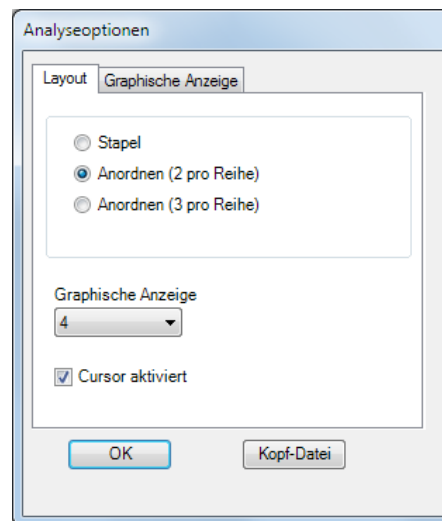 Analyseoptionen
Layout Graphische Anzeige
Stapel
Anordnen (2 pro Reihe)
Anordnen (3 pro Reihe)
Graphische Anzeige
4
Cursor aktiviert
OK Kopf-Datei